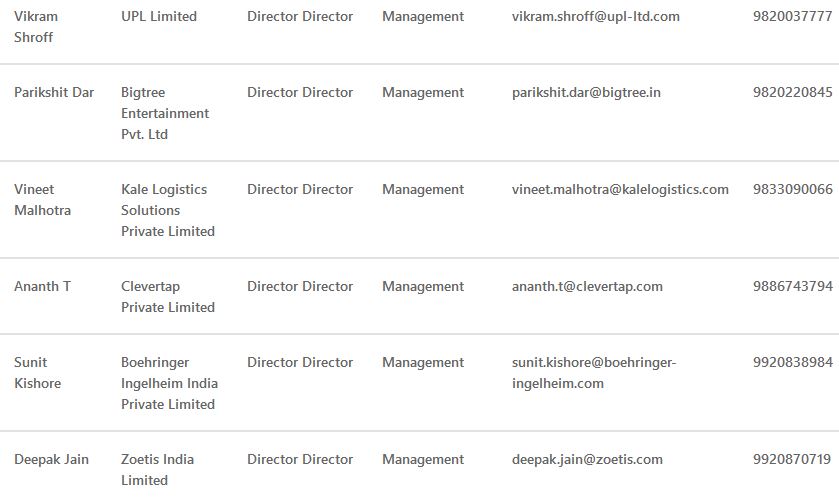 Vikram UPL Limited Director Director Management vikram.shroff@upl-ltd.com 9820037777
Shroff
Parikshit Dar Bigtree Director Director Management parikshit.dar@bigtree.in 9820220845
Entertainment
Pvt. Ltd
Vineet Kale Logistics Director Director Management vineet.malhotra@kalelogistics.com 9833090066
Malhotra Solutions
Private Limited
Ananth T Clevertap Director Director Management ananth.t@clevertap.com 9886743794
Private Limited
Sunit Boehringer Director Director Management sunit.kishore@boehringer- 9920838984
Kishore Ingelheim India ingelheim.com
Private Limited
Deepak Jain Zoetis India Director Director Management deepak.jain@zoetis.com 9920870719
Limited